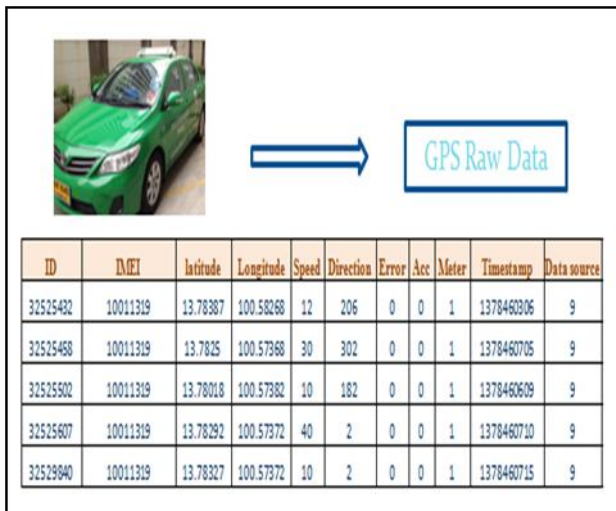 GPS Raw Data
ID IMEI latitude Longitude Speed Direction Error Acc Meter Timestamp Data source
32525432 10011319 13.78387 100.58268 12 206 0 0 1 1378460306 9
32525458 10011319 13.7825 100.57368 30 302 0 0 1 1378460705 9
32525502 10011319 13.78018 100.57382 10 182 0 0 1 1378460609 9
32525607 10011319 13.78292 100.57372 40 2 0 0 1 1378460710 9
32529840 10011319 13.78327 100.57372 10 2 0 0 1 1378460715 9